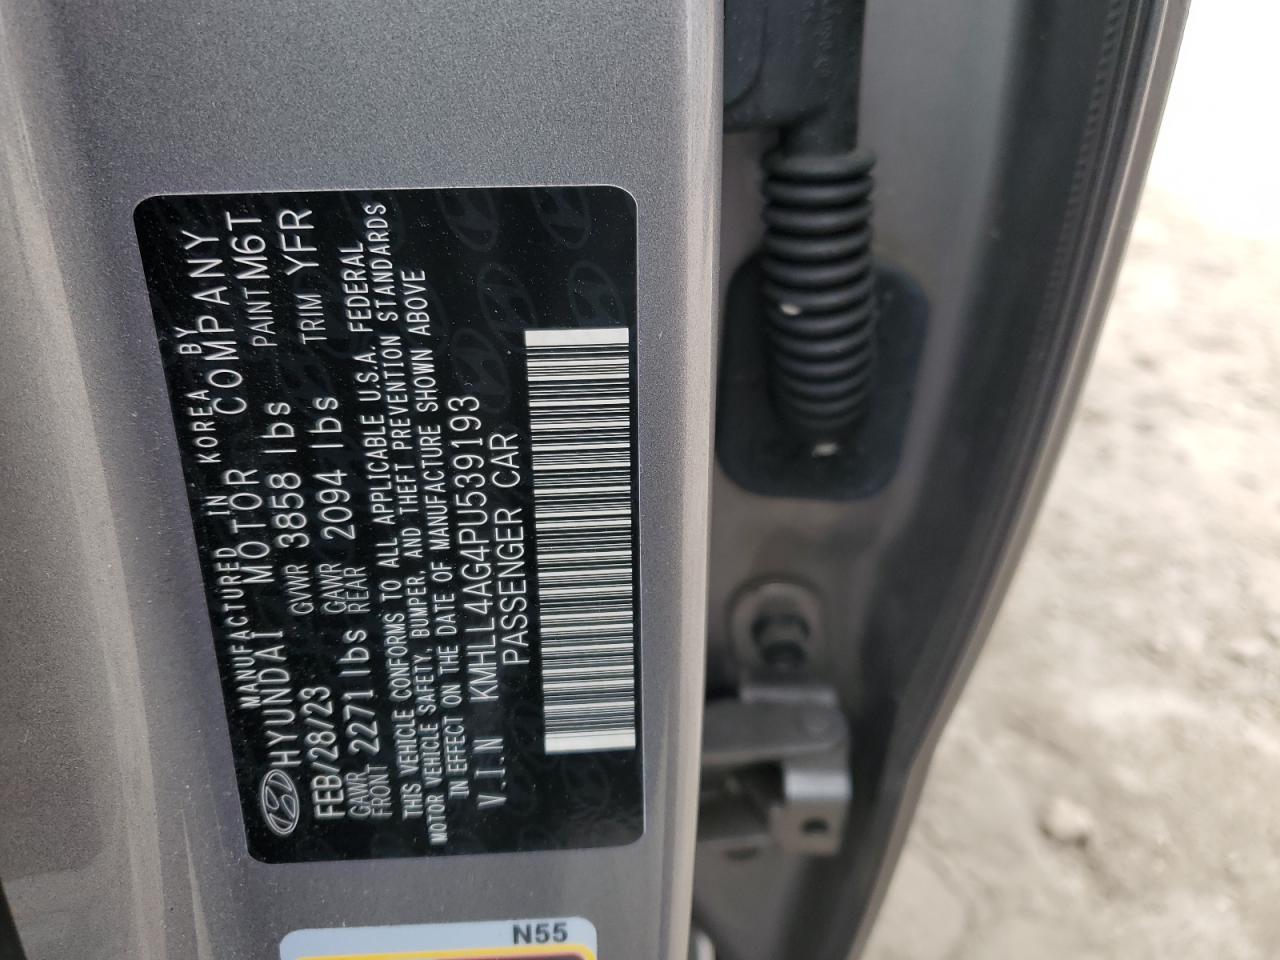 MANUFACTURED IN KOREA BY
HYUNDAI MOTOR COMPANY
FEB/28/23 GVWR 3858 lbs PAINT M6T
GAWR FRONT 2271 lbs GAWR REAR 2094 lbs TRIM YFR
THIS VEHICLE CONFORMS TO ALL APPLICABLE U.S.A. FEDERAL
MOTOR VEHICLE SAFETY, BUMPER, AND THEFT PREVENTION STANDARDS
IN EFFECT ON THE DATE OF MANUFACTURE SHOWN ABOVE
V.I.N KMHLL4AG4PU539193
PASSENGER CAR
N55